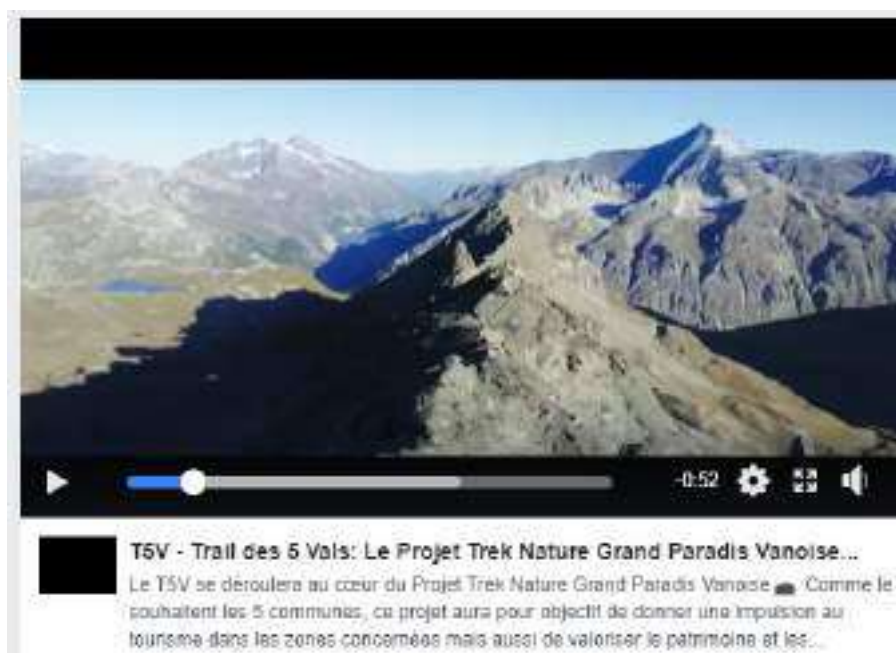 -0:52
T5V - Trail des 5 Vals: Le Projet Trek Nature Grand Paradis Vanoise...
Le T5V se déroulera au cœur du Projet Trek Nature Grand Paradis Vanoise Comme le
souhaitent les 5 communes, ce projet aura pour objectif de donner une impulsion au
tourisme dans les zones concernées mais aussi de valoriser le patrimoine et les...